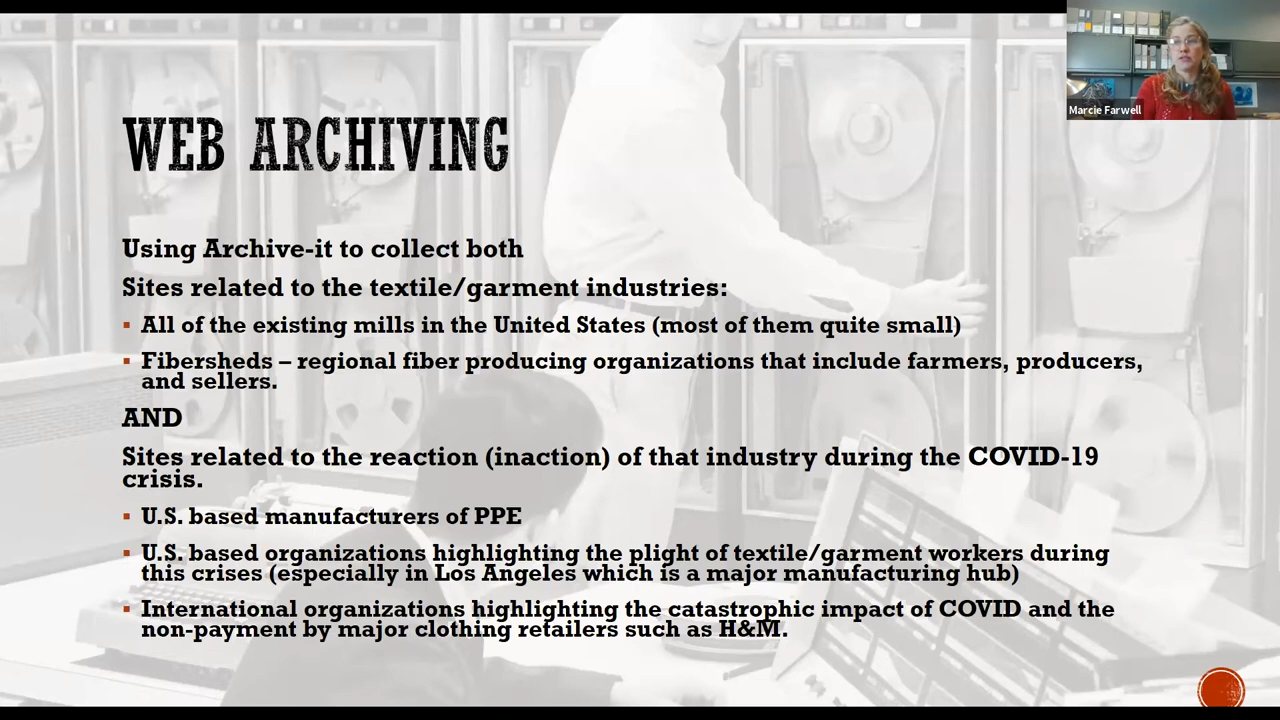 Marcie Farwell
WEB ARCHIVING
Using Archive-it to collect both
Sites related to the textile/garment industries:
▪ All of the existing mills in the United States (most of them quite small)
▪ Fibersheds – regional fiber producing organizations that include farmers, producers,
and sellers.
AND
Sites related to the reaction (inaction) of that industry during the COVID-19
crisis.
▪ U.S. based manufacturers of PPE
▪ U.S. based organizations highlighting the plight of textile/garment workers during
this crises (especially in Los Angeles which is a major manufacturing hub)
▪ International organizations highlighting the catastrophic impact of COVID and the
non-payment by major clothing retailers such as H&M.